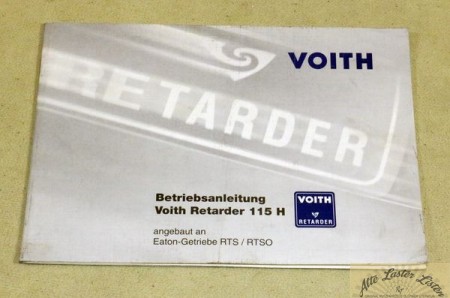 VOITH
RETARDER
Betriebsanleitung
Voith Retarder 115 H
VOITH
RETARDER
angebaut an
Eaton-Getriebe RTS / RTSO
Alte Laster Listen